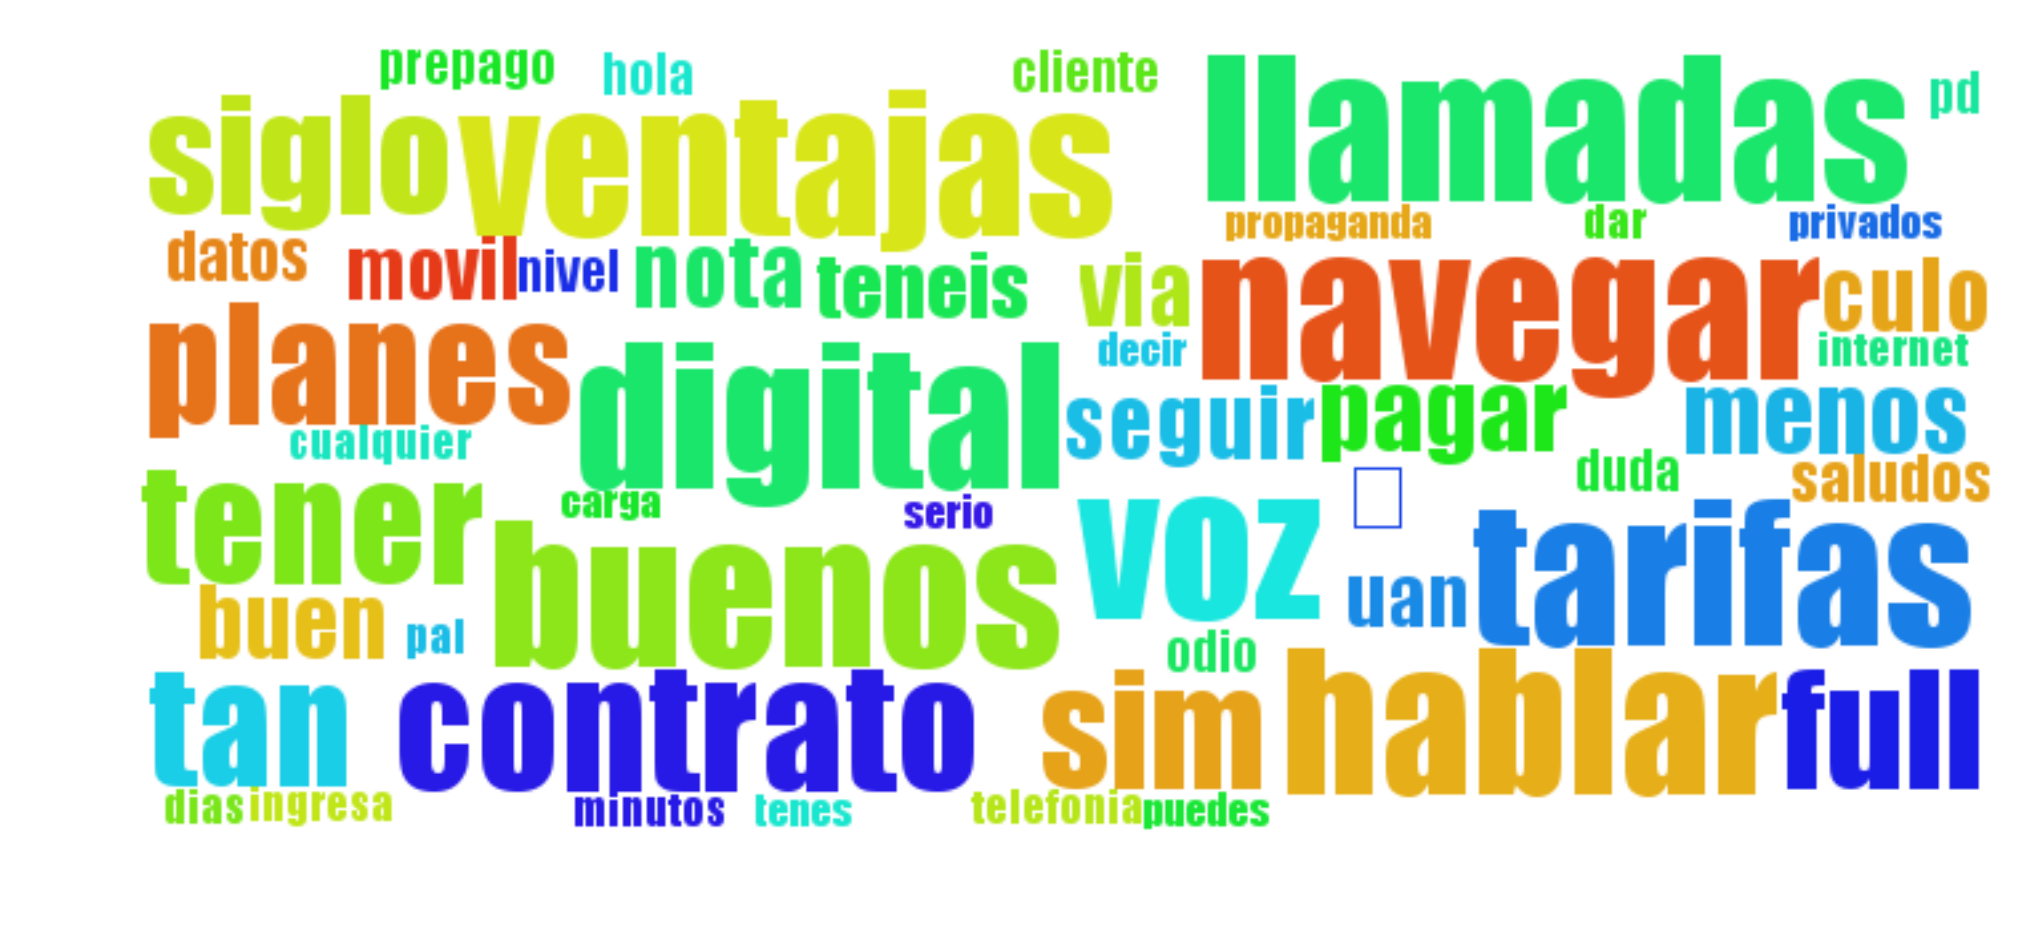 prepago hola cliente llamadas pd
siglo ventajas
propaganda dar privados
datos movil nivel nota teneis via navegar culo
planes digital decir internet
cualquier seguir pagar menos
duda saludos
tener carga serio voz tarifas
buenos uan
buen pal odio
tan contrato sim hablar full
dias ingresa minutos tenes telefonia puedes